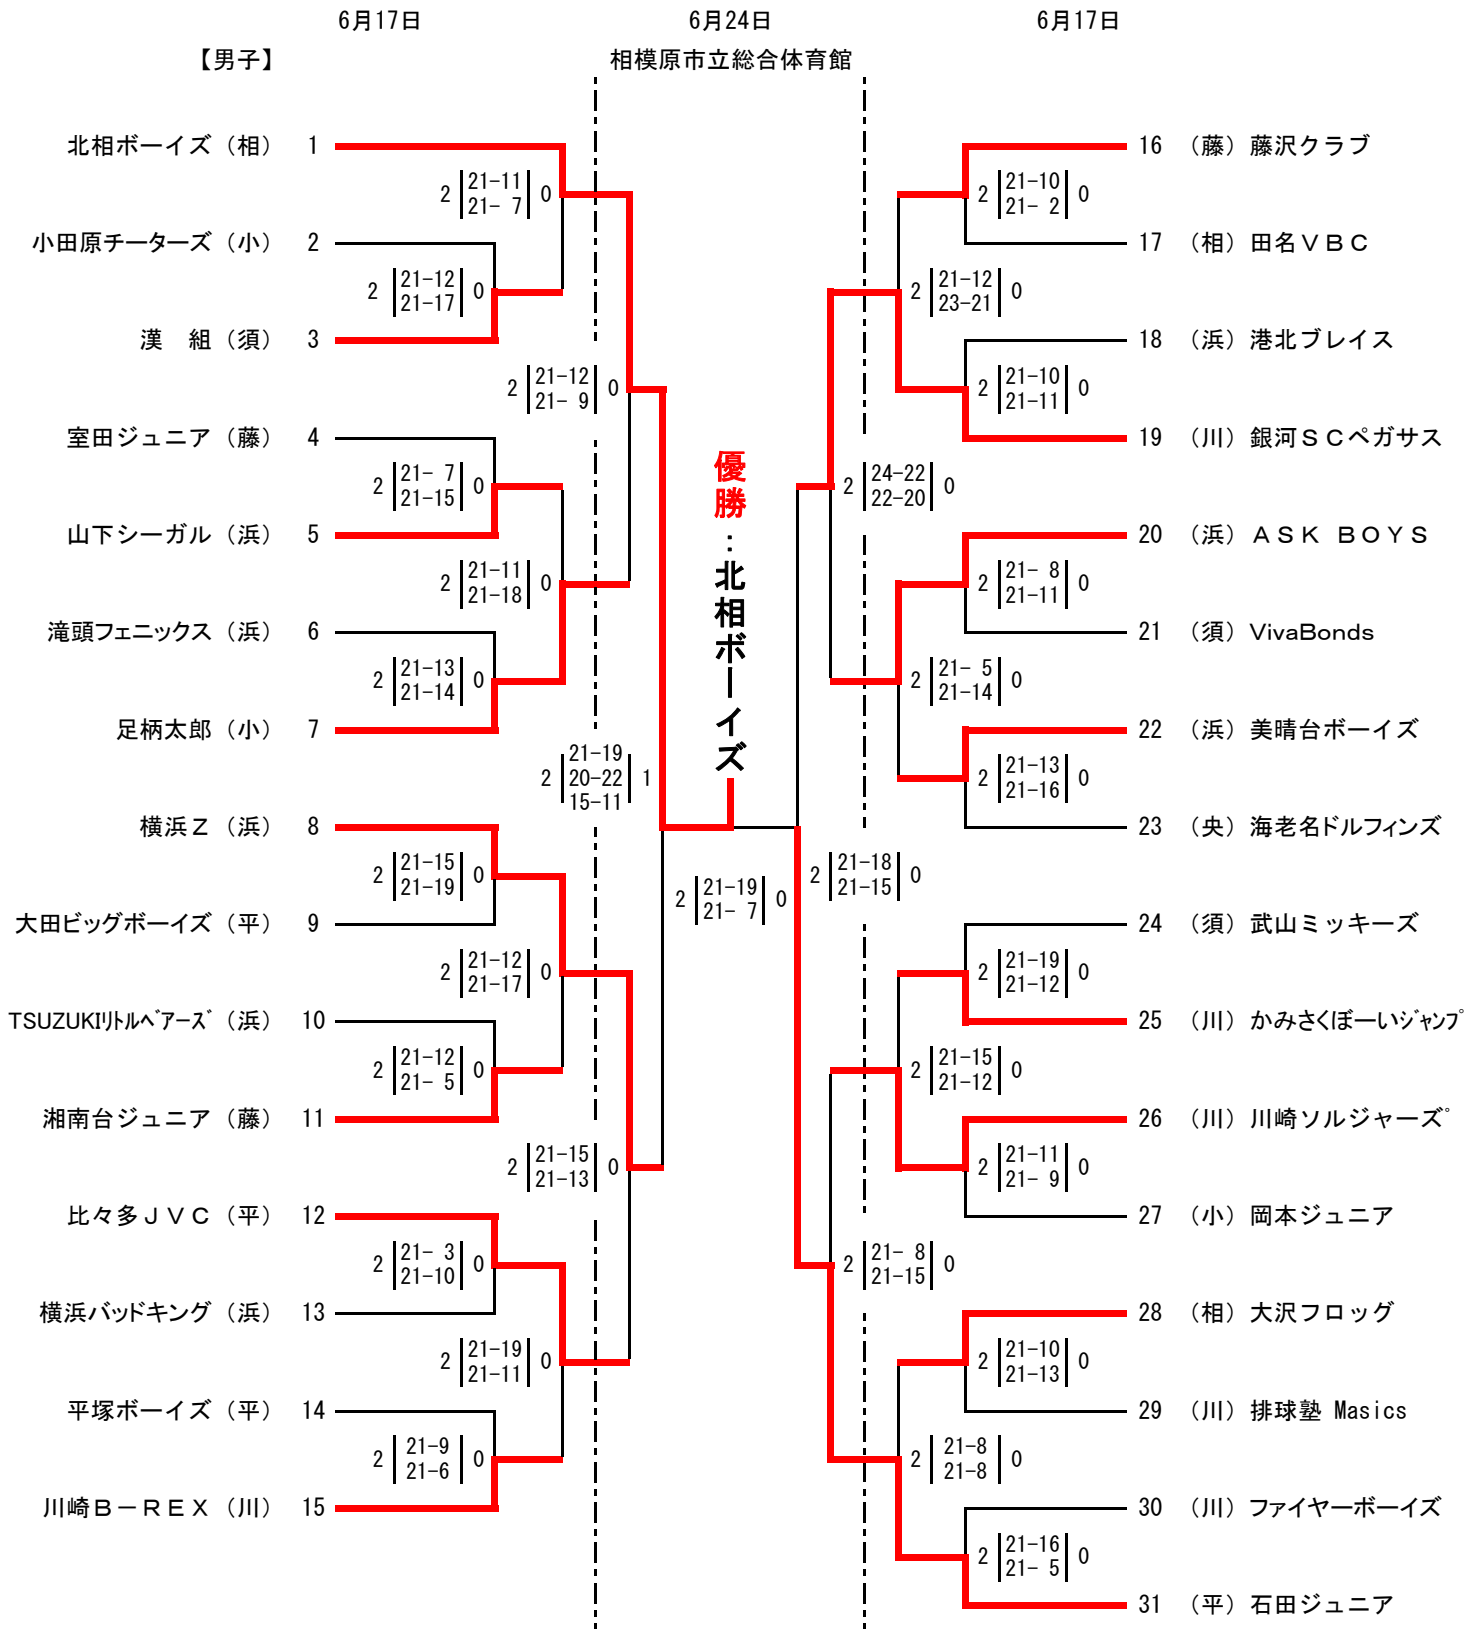 6月17日 6月24日 6月17日
【男子】 相模原市立総合体育館
北相ボーイズ（相） 1
2 21-11 0
21- 7
小田原チーターズ（小） 2
2 21-12 0
21-17
漢　組（須） 3
2 21-12 0
21- 9
室田ジュニア（藤） 4
2 21- 7 0
21-15
山下シーガル（浜） 5
2 21-11 0
21-18
滝頭フェニックス（浜） 6
2 21-13 0
21-14
足柄太郎（小） 7
21-19
2 20-22 1
15-11
横浜Ｚ（浜） 8
2 21-15 0
21-19
大田ビッグボーイズ（平） 9
2 21-12 0
21-17
TSUZUKIﾘﾄﾙﾍﾞｱｰｽﾞ（浜） 10
2 21-12 0
21- 5
湘南台ジュニア（藤） 11
2 21-15 0
21-13
比々多ＪＶＣ（平） 12
2 21- 3 0
21-10
横浜バッドキング（浜） 13
2 21-19 0
21-11
平塚ボーイズ（平） 14
2 21-9 0
21-6
川崎Ｂ－ＲＥＸ（川） 15
優勝：北相ボーイズ
2 21-19 0
21- 7
16 （藤）藤沢クラブ
2 21-10 0
21- 2
17 （相）田名ＶＢＣ
2 21-12 0
23-21
18 （浜）港北ブレイス
2 21-10 0
21-11
19 （川）銀河ＳＣペガサス
2 24-22 0
22-20
20 （浜）ＡＳＫ ＢＯＹＳ
2 21- 8 0
21-11
21 （須）VivaBonds
2 21- 5 0
21-14
22 （浜）美晴台ボーイズ
2 21-13 0
21-16
23 （央）海老名ドルフィンズ
2 21-18 0
21-15
24 （須）武山ミッキーズ
2 21-19 0
21-12
25 （川）かみさくぼーいｼﾞｬﾝﾌﾟ
2 21-15 0
21-12
26 （川）川崎ソルジャーズﾟ
2 21-11 0
21- 9
27 （小）岡本ジュニア
2 21- 8 0
21-15
28 （相）大沢フロッグ
2 21-10 0
21-13
29 （川）排球塾 Masics
2 21-8 0
21-8
30 （川）ファイヤーボーイズ
2 21-16 0
21- 5
31 （平）石田ジュニア